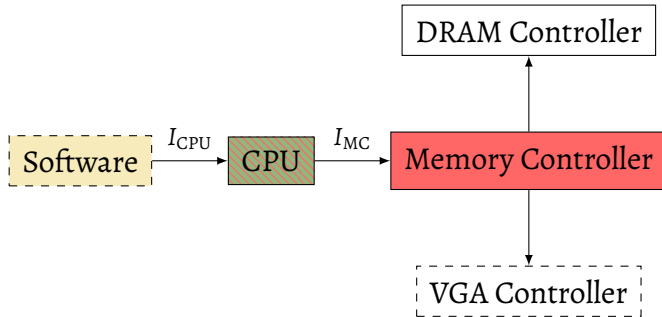 DRAM Controller
I_CPU
I_MC
Software
CPU
Memory Controller
VGA Controller